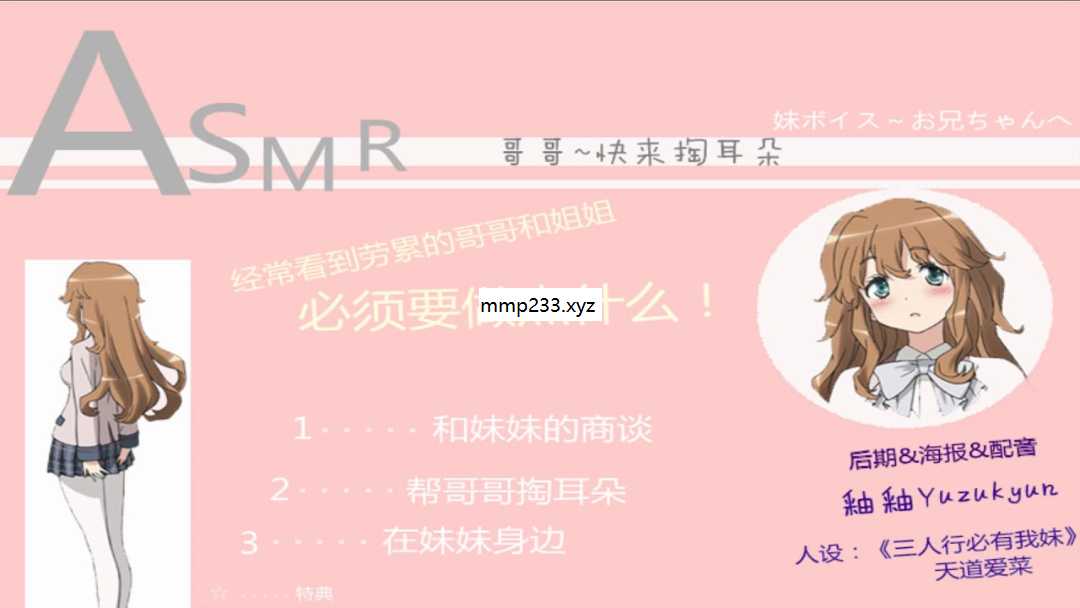 ASMR
妹ボイス～お兄ちゃんへ
哥哥~快来掏耳朵
经常看到劳累的哥哥和姐姐
必须要做点什么！
mmp233.xyz
1····· 和妹妹的商谈
2····· 帮哥哥掏耳朵
3····· 在妹妹身边
☆ ····· 特典
后期&海报&配音
釉釉Yuzukyun
人设：《三人行必有我妹》
天道爱菜